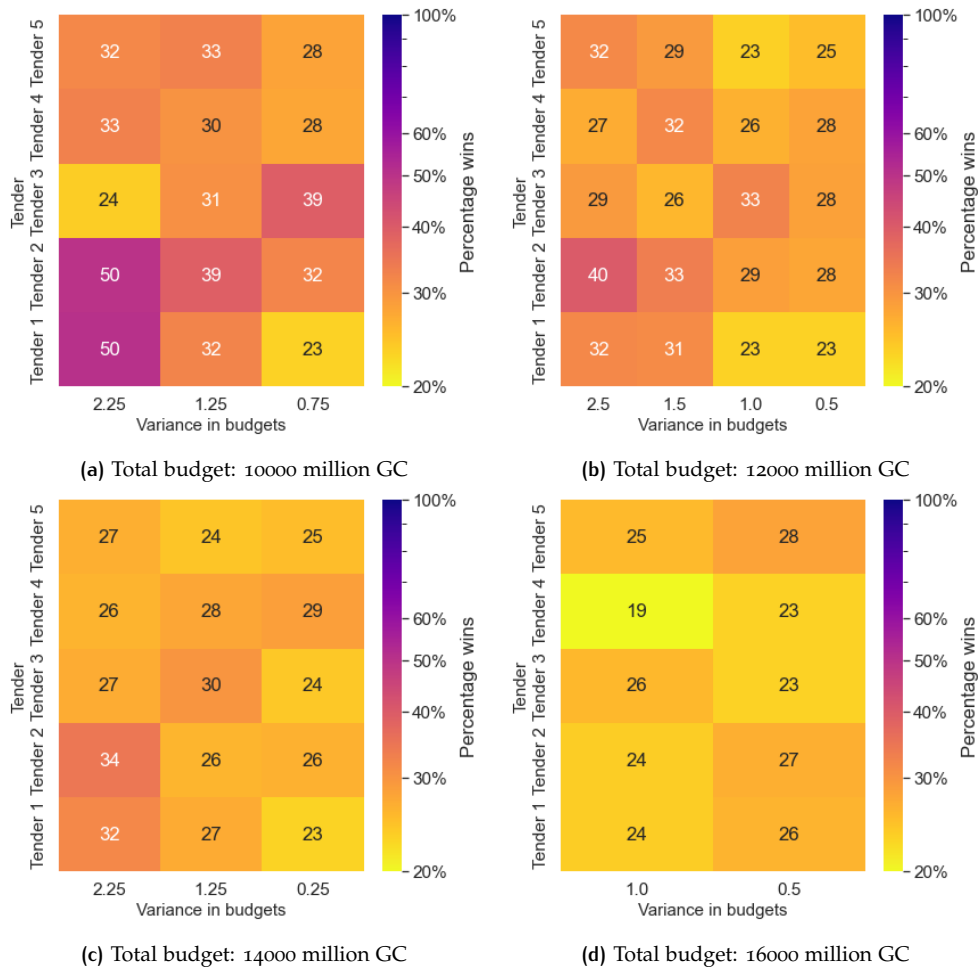 Tender
Tender 5
Tender 4
Tender 3
Tender 2
Tender 1
32 33 28
33 30 28
24 31 39
50 39 32
50 32 23
2.25 1.25 0.75
Variance in budgets
100%
60%
50%
40%
30%
20%
Percentage wins
(a) Total budget: 10000 million GC
Tender
Tender 5
Tender 4
Tender 3
Tender 2
Tender 1
32 29 23 25
27 32 26 28
29 26 33 28
40 33 29 28
32 31 23 23
2.5 1.5 1.0 0.5
Variance in budgets
100%
60%
50%
40%
30%
20%
Percentage wins
(b) Total budget: 12000 million GC
Tender
Tender 5
Tender 4
Tender 3
Tender 2
Tender 1
27 24 25
26 28 29
27 30 24
34 26 26
32 27 23
2.25 1.25 0.25
Variance in budgets
100%
60%
50%
40%
30%
20%
Percentage wins
(c) Total budget: 14000 million GC
Tender
Tender 5
Tender 4
Tender 3
Tender 2
Tender 1
25 28
19 23
26 23
24 27
24 26
1.0 0.5
Variance in budgets
100%
60%
50%
40%
30%
20%
Percentage wins
(d) Total budget: 16000 million GC